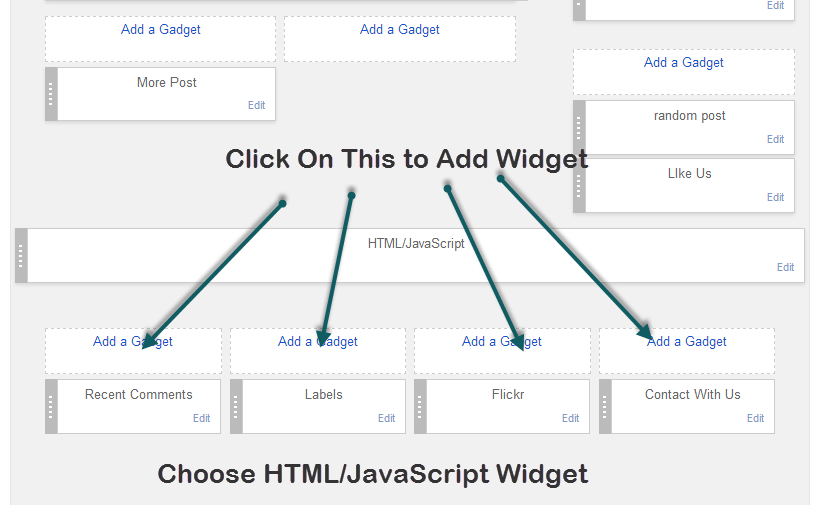 Edit
Add a Gadget
Add a Gadget
Add a Gadget
More Post
Edit
random post
Edit
Click On This to Add Widget
LIke Us
Edit
HTML/JavaScript
Edit
Add a Gadget
Add a Gadget
Add a Gadget
Add a Gadget
Recent Comments
Edit
Labels
Edit
Flickr
Edit
Contact With Us
Edit
Choose HTML/JavaScript Widget